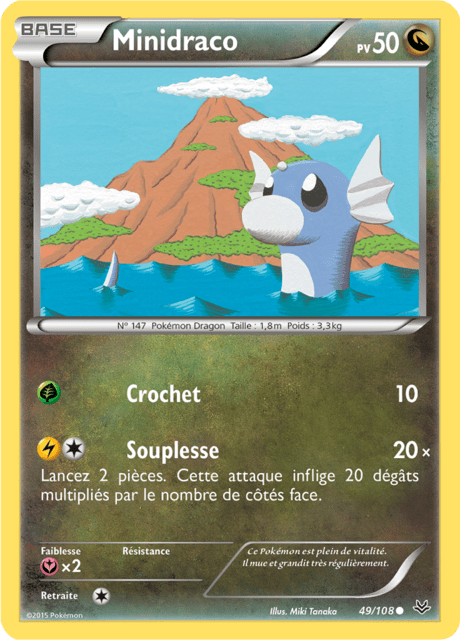 BASE
Minidraco
PV 50
N° 147 Pokémon Dragon Taille : 1,8m Poids : 3,3kg
Crochet 10
Souplesse 20×
Lancez 2 pièces. Cette attaque inflige 20 dégâts
multipliés par le nombre de côtés face.
Faiblesse Résistance
×2
Retraite
Ce Pokémon est plein de vitalité.
Il mue et grandit très régulièrement.
©2015 Pokémon
Illus. Miki Tanaka 49/108